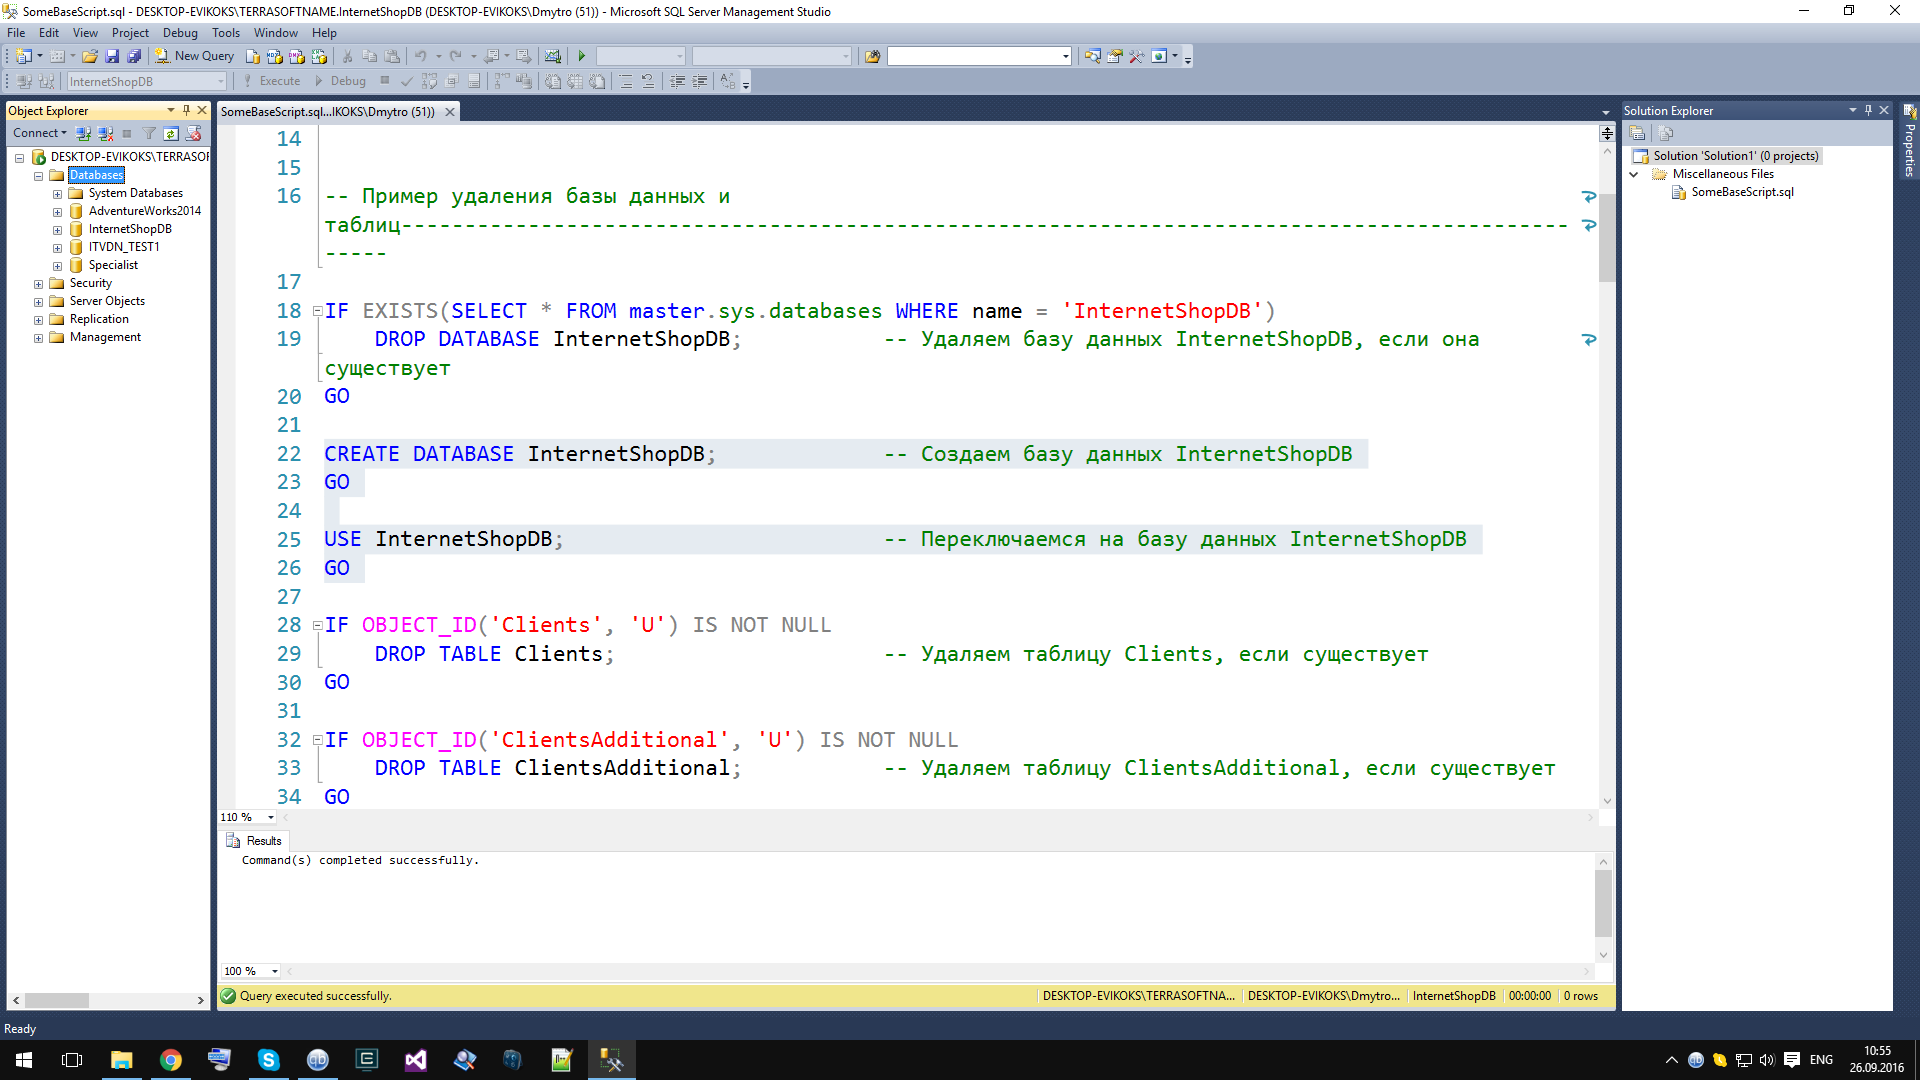 SomeBaseScript.sql - DESKTOP-EVIKOKS\TERRASOFTNAME.InternetShopDB (DESKTOP-EVIKOKS\Dmytro (51)) - Microsoft SQL Server Management Studio
File Edit View Project Debug Tools Window Help
New Query
InternetShopDB
Execute
Debug
Object Explorer
Connect
DESKTOP-EVIKOKS\TERRASOF
Databases
System Databases
AdventureWorks2014
InternetShopDB
ITVDN_TEST1
Specialist
Security
Server Objects
Replication
Management
SomeBaseScript.sql...IKOKS\Dmytro (51))
14
15
16 -- Пример удаления базы данных и
таблиц--------------------------------------------------------------------------------------------
-----
17
18 IF EXISTS(SELECT * FROM master.sys.databases WHERE name = 'InternetShopDB')
19 DROP DATABASE InternetShopDB; -- Удаляем базу данных InternetShopDB, если она
существует
20 GO
21
22 CREATE DATABASE InternetShopDB; -- Создаем базу данных InternetShopDB
23 GO
24
25 USE InternetShopDB; -- Переключаемся на базу данных InternetShopDB
26 GO
27
28 IF OBJECT_ID('Clients', 'U') IS NOT NULL
29 DROP TABLE Clients; -- Удаляем таблицу Clients, если существует
30 GO
31
32 IF OBJECT_ID('ClientsAdditional', 'U') IS NOT NULL
33 DROP TABLE ClientsAdditional; -- Удаляем таблицу ClientsAdditional, если существует
34 GO
110 %
Results
Command(s) completed successfully.
100 %
Query executed successfully.
DESKTOP-EVIKOKS\TERRASOFTNA...
DESKTOP-EVIKOKS\Dmytro...
InternetShopDB
00:00:00
0 rows
Solution Explorer
Solution 'Solution1' (0 projects)
Miscellaneous Files
SomeBaseScript.sql
Properties
Ready
ENG
10:55
26.09.2016